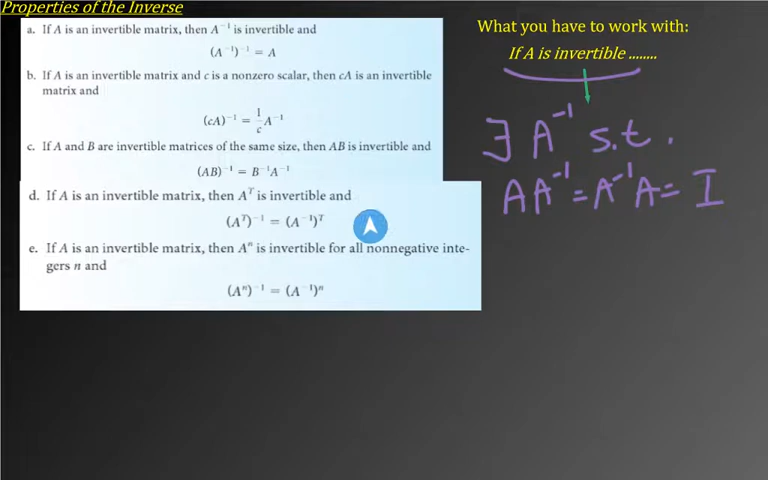 Properties of the Inverse
a. If A is an invertible matrix, then A⁻¹ is invertible and
(A⁻¹)⁻¹ = A
b. If A is an invertible matrix and c is a nonzero scalar, then cA is an invertible
matrix and
(cA)⁻¹ = 1/c A⁻¹
c. If A and B are invertible matrices of the same size, then AB is invertible and
(AB)⁻¹ = B⁻¹A⁻¹
d. If A is an invertible matrix, then Aᵀ is invertible and
(Aᵀ)⁻¹ = (A⁻¹)ᵀ
e. If A is an invertible matrix, then Aⁿ is invertible for all nonnegative inte-
gers n and
(Aⁿ)⁻¹ = (A⁻¹)ⁿ
What you have to work with:
If A is invertible ........
∃ A⁻¹ s.t.
AA⁻¹ = A⁻¹A = I